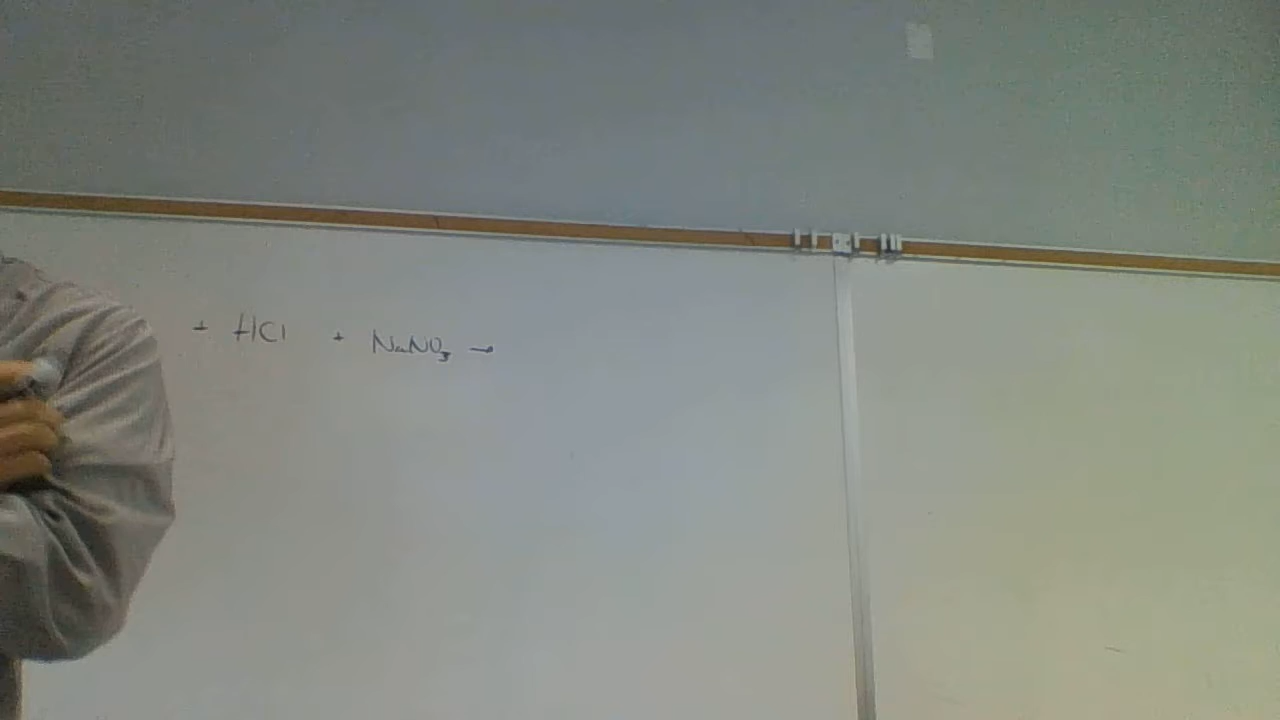 + HCl + NaNO₃ →